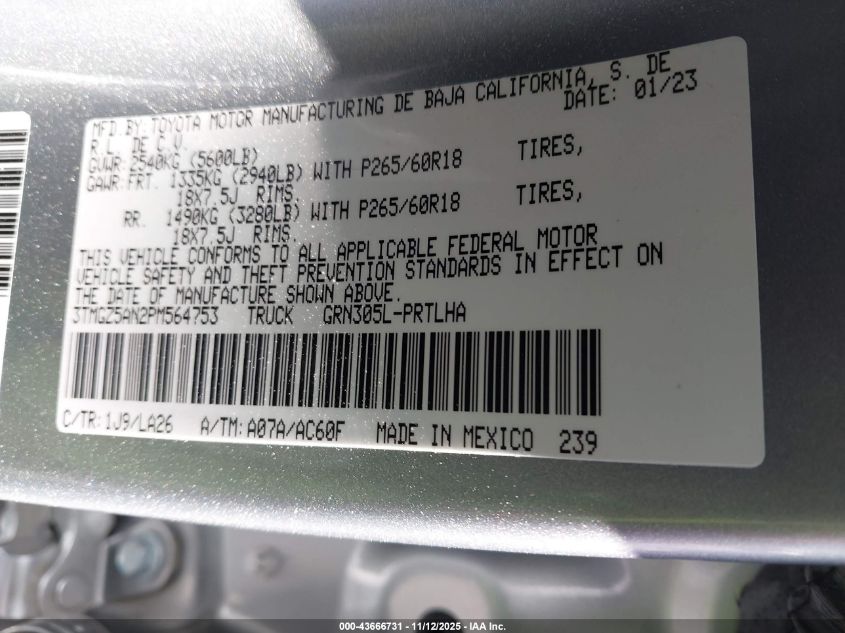 MFD.BY:TOYOTA MOTOR MANUFACTURING DE BAJA CALIFORNIA, S. DE
R.L. DE C.V. DATE: 01/23
GVWR:2540KG (5600LB)
GAWR:FRT. 1335KG (2940LB) WITH P265/60R18 TIRES,
18X7.5J RIMS.
RR. 1490KG (3280LB) WITH P265/60R18 TIRES,
18X7.5J RIMS.
THIS VEHICLE CONFORMS TO ALL APPLICABLE FEDERAL MOTOR
VEHICLE SAFETY AND THEFT PREVENTION STANDARDS IN EFFECT ON
THE DATE OF MANUFACTURE SHOWN ABOVE.
3TMGZ5AN2PM564753 TRUCK GRN305L-PRTLHA
C/TR:1J9/LA26 A/TM:A07A/AC60F MADE IN MEXICO 239
000-43666731 - 11/12/2025 - IAA Inc.